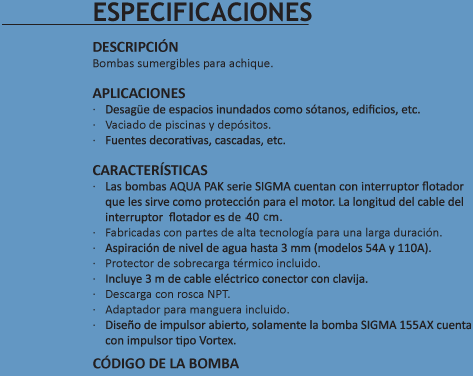 ESPECIFICACIONES
DESCRIPCIÓN
Bombas sumergibles para achique.
APLICACIONES
· Desagüe de espacios inundados como sótanos, edificios, etc.
· Vaciado de piscinas y depósitos.
· Fuentes decorativas, cascadas, etc.
CARACTERÍSTICAS
· Las bombas AQUA PAK serie SIGMA cuentan con interruptor flotador
que les sirve como protección para el motor. La longitud del cable del
interruptor flotador es de 40 cm.
· Fabricadas con partes de alta tecnología para una larga duración.
· Aspiración de nivel de agua hasta 3 mm (modelos 54A y 110A).
· Protector de sobrecarga térmico incluido.
· Incluye 3 m de cable eléctrico conector con clavija.
· Descarga con rosca NPT.
· Adaptador para manguera incluido.
· Diseño de impulsor abierto, solamente la bomba SIGMA 155AX cuenta
con impulsor tipo Vortex.
CÓDIGO DE LA BOMBA